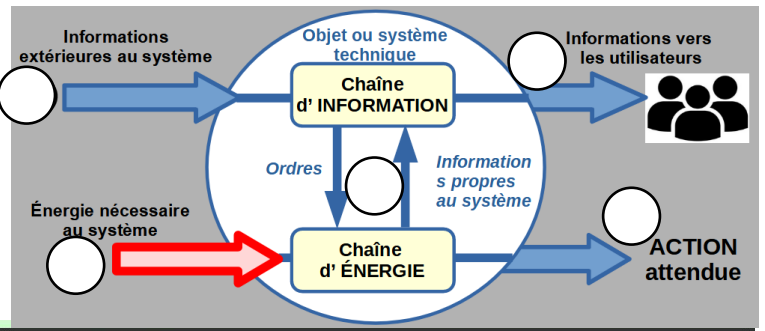 Informations
extérieures au système
Objet ou système
technique
Informations vers
les utilisateurs
Chaîne
d' INFORMATION
Ordres
Information
s propres
au système
Énergie nécessaire
au système
Chaîne
d' ÉNERGIE
ACTION
attendue